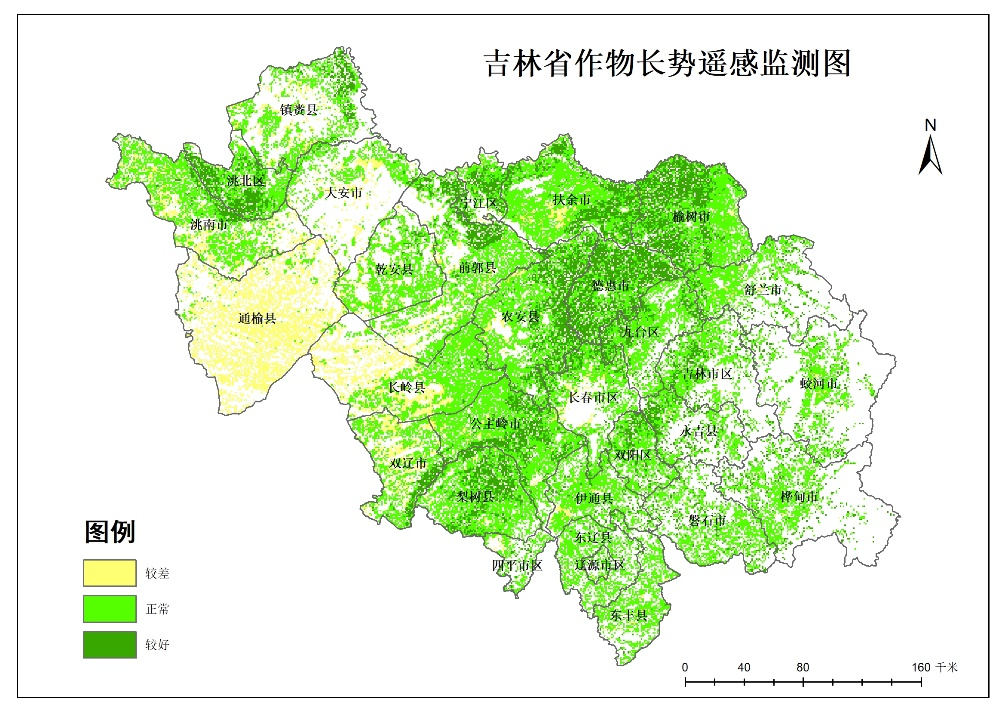 吉林省作物长势遥感监测图
N
镇赉县
洮北区
大安市
洮南市
宁江区
扶余市
榆树市
乾安县
前郭县
德惠市
舒兰市
通榆县
农安县
九台区
吉林市区
蛟河市
长岭县
长春市区
公主岭市
永吉县
双辽市
双阳区
梨树县
伊通县
桦甸市
磐石市
东辽县
四平市区
辽源市区
东丰县
图例
较差
正常
较好
0 40 80 160 千米